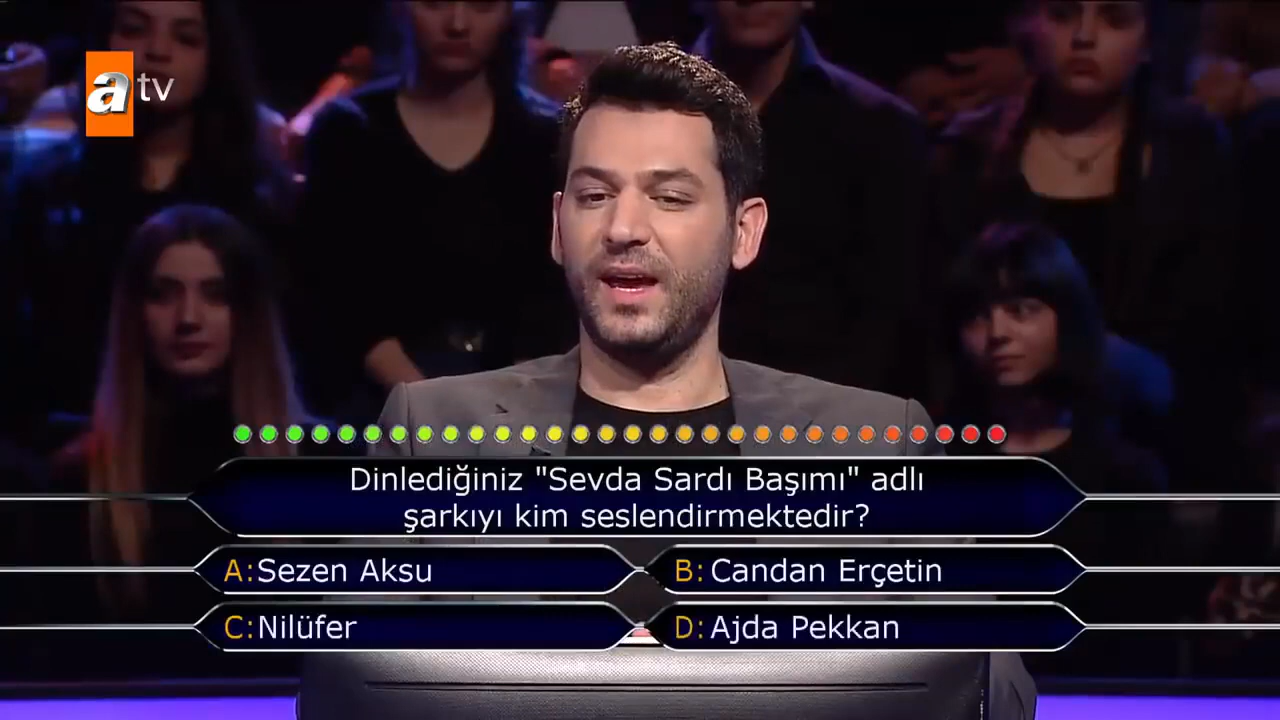 atv
Dinlediğiniz "Sevda Sardı Başımı" adlı
şarkıyı kim seslendirmektedir?
A:Sezen Aksu
B: Candan Erçetin
C:Nilüfer
D: Ajda Pekkan